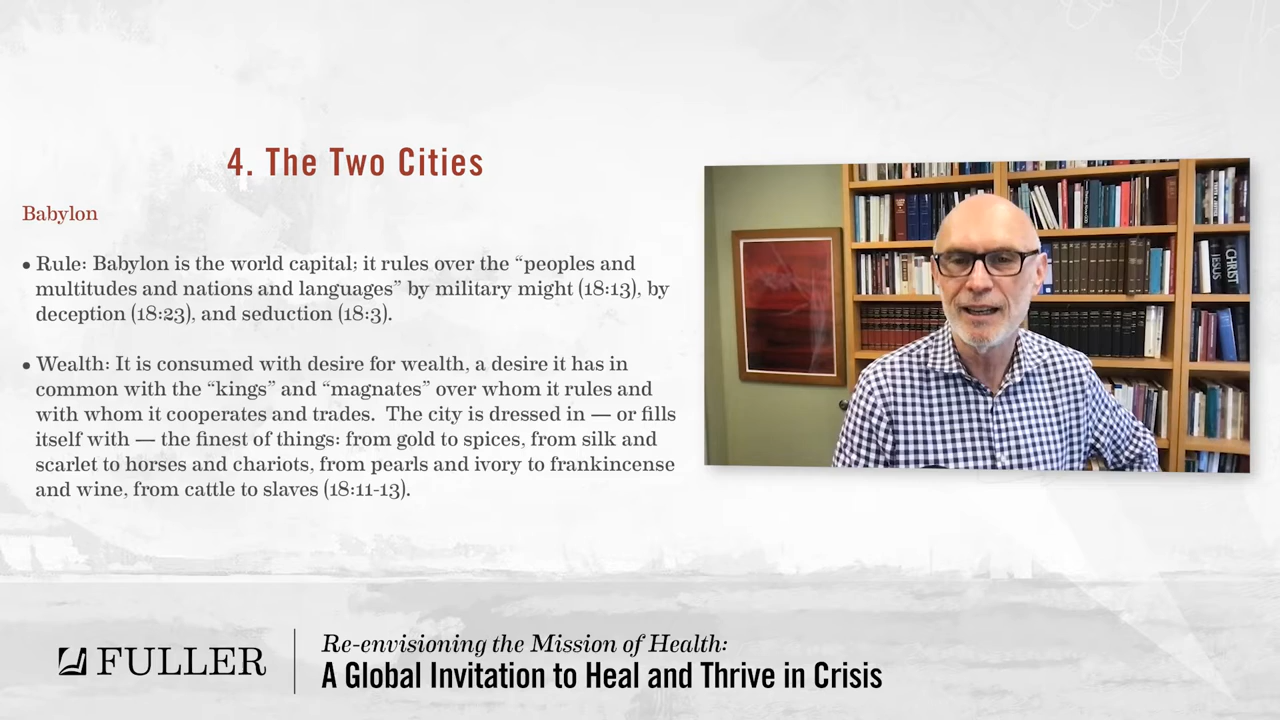 4. The Two Cities
Babylon
• Rule: Babylon is the world capital; it rules over the “peoples and
multitudes and nations and languages” by military might (18:13), by
deception (18:23), and seduction (18:3).
• Wealth: It is consumed with desire for wealth, a desire it has in
common with the “kings” and “magnates” over whom it rules and
with whom it cooperates and trades. The city is dressed in — or fills
itself with — the finest of things: from gold to spices, from silk and
scarlet to horses and chariots, from pearls and ivory to frankincense
and wine, from cattle to slaves (18:11-13).
CHRIST
JESUS
FULLER
Re-envisioning the Mission of Health:
A Global Invitation to Heal and Thrive in Crisis